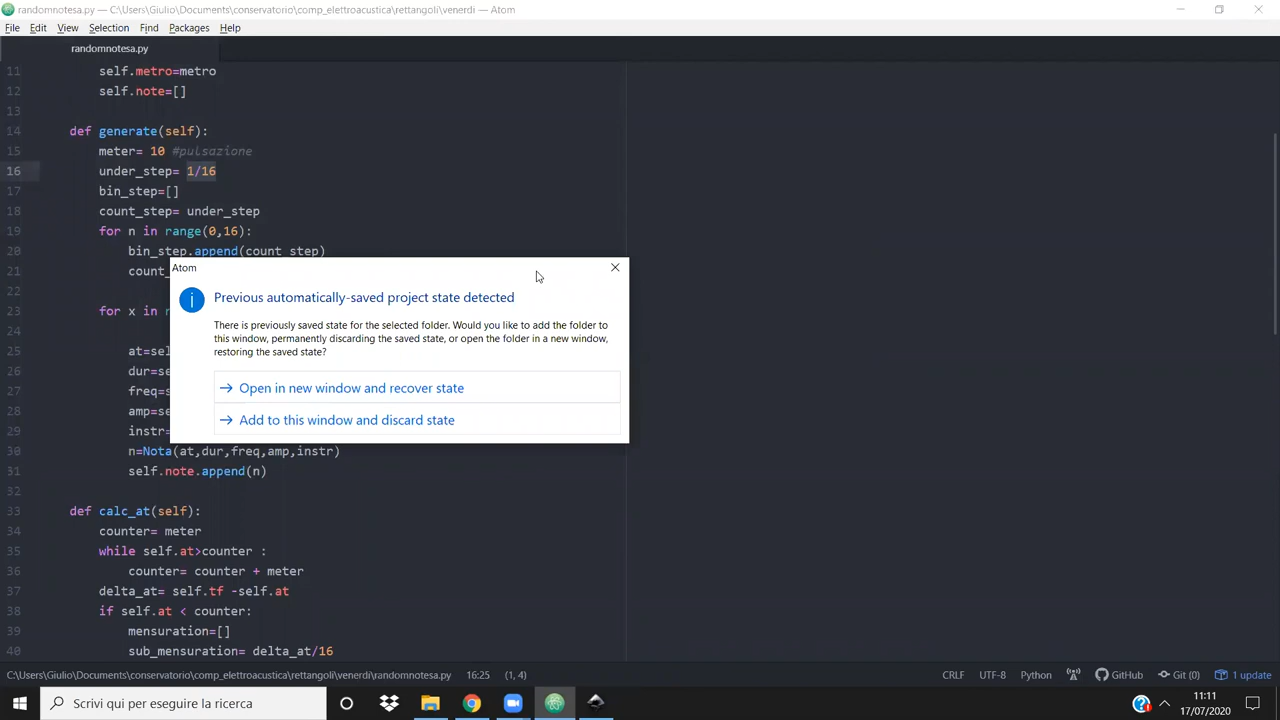 randomnotesa.py — C:\Users\Giulio\Documents\conservatorio\comp_elettroacustica\rettangoli\venerdi — Atom
File Edit View Selection Find Packages Help
randomnotesa.py
11 self.metro=metro
12 self.note=[]
13
14 def generate(self):
15 meter= 10 #pulsazione
16 under_step= 1/16
17 bin_step=[]
18 count_step= under_step
19 for n in range(0,16):
20 bin_step.append(count_step)
21 count_
22
23 for x in r
24
25 at=sel
26 dur=s
27 freq=s
28 amp=s
29 instr=
30 n=Nota(at,dur,freq,amp,instr)
31 self.note.append(n)
32
33 def calc_at(self):
34 counter= meter
35 while self.at>counter :
36 counter= counter + meter
37 delta_at= self.tf -self.at
38 if self.at < counter:
39 mensuration=[]
40 sub_mensuration= delta_at/16
Atom
Previous automatically-saved project state detected
There is previously saved state for the selected folder. Would you like to add the folder to
this window, permanently discarding the saved state, or open the folder in a new window,
restoring the saved state?
Open in new window and recover state
Add to this window and discard state
C:\Users\Giulio\Documents\conservatorio\comp_elettroacustica\rettangoli\venerdi\randomnotesa.py 16:25 (1, 4) CRLF UTF-8 Python GitHub Git (0) 1 update
Scrivi qui per eseguire la ricerca
11:11
17/07/2020